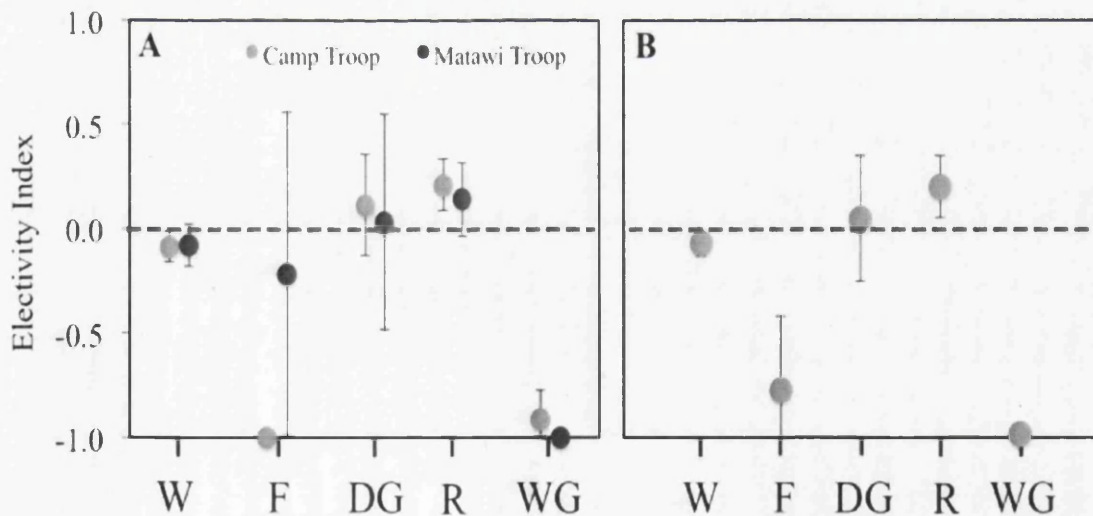 1.0
0.5
0.0
-0.5
-1.0
Electivity Index
A
Camp Troop Matawi Troop
W F DG R WG
B
W F DG R WG